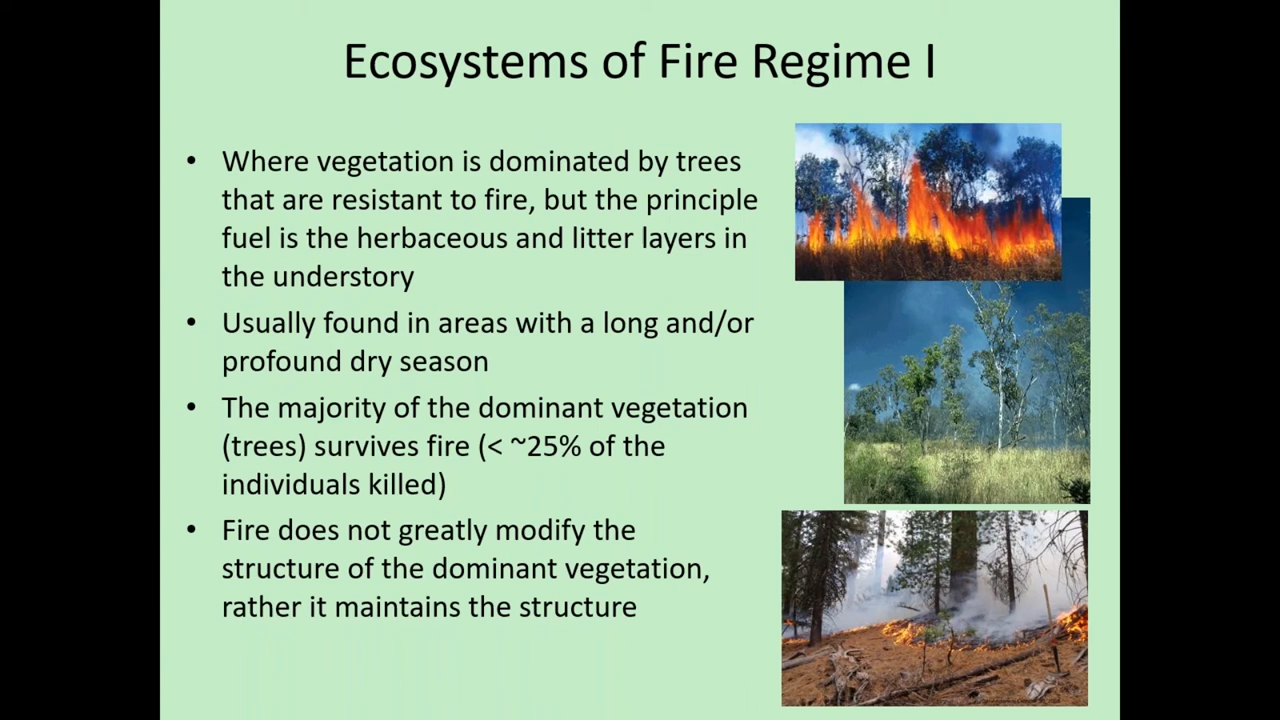 Ecosystems of Fire Regime I
• Where vegetation is dominated by trees
that are resistant to fire, but the principle
fuel is the herbaceous and litter layers in
the understory
• Usually found in areas with a long and/or
profound dry season
• The majority of the dominant vegetation
(trees) survives fire (< ~25% of the
individuals killed)
• Fire does not greatly modify the
structure of the dominant vegetation,
rather it maintains the structure